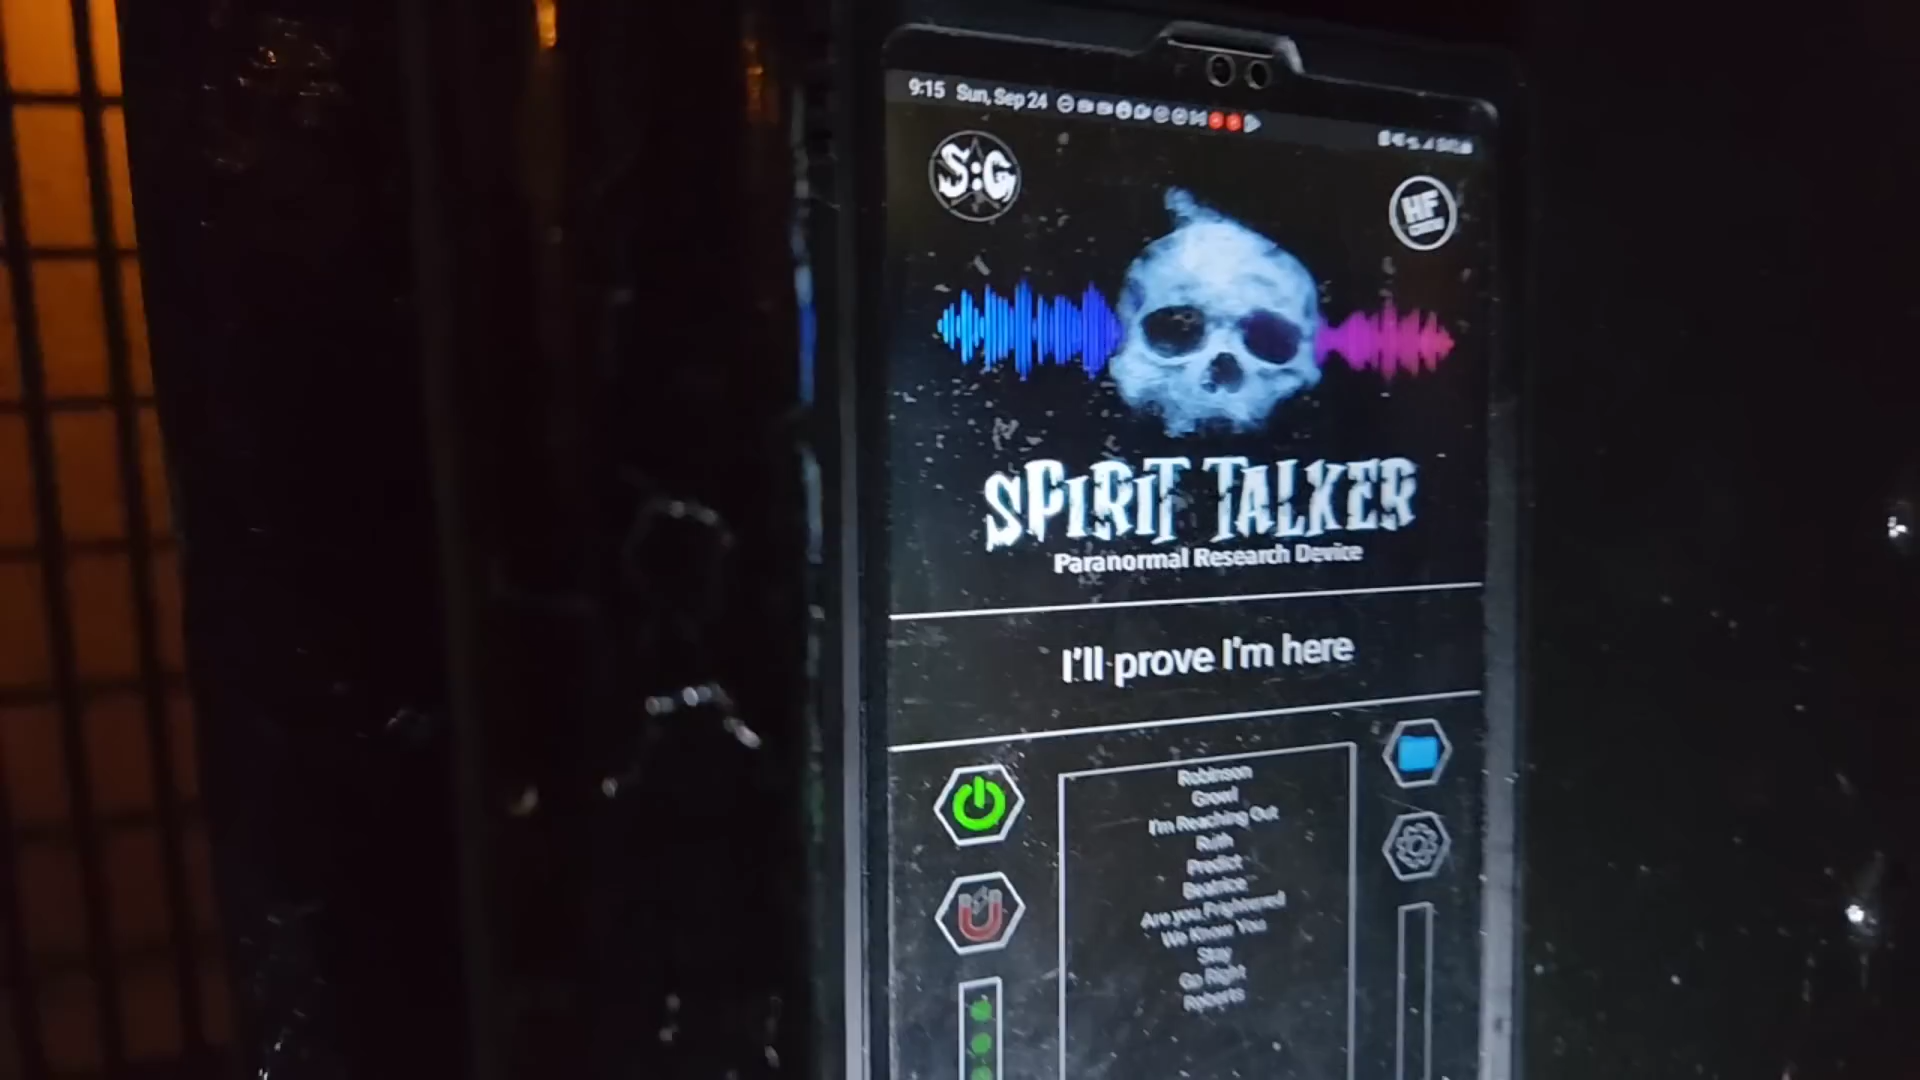 9:15 Sun, Sep 24
S:G
HF
CREW
SPIRIT TALKER
Paranormal Research Device
I'll prove I'm here
Robinson
Growl
I'm Reaching Out
Ruth
Predict
Beatrice
Are you Frightened
We Know You
Stay
Go Right
Roberts